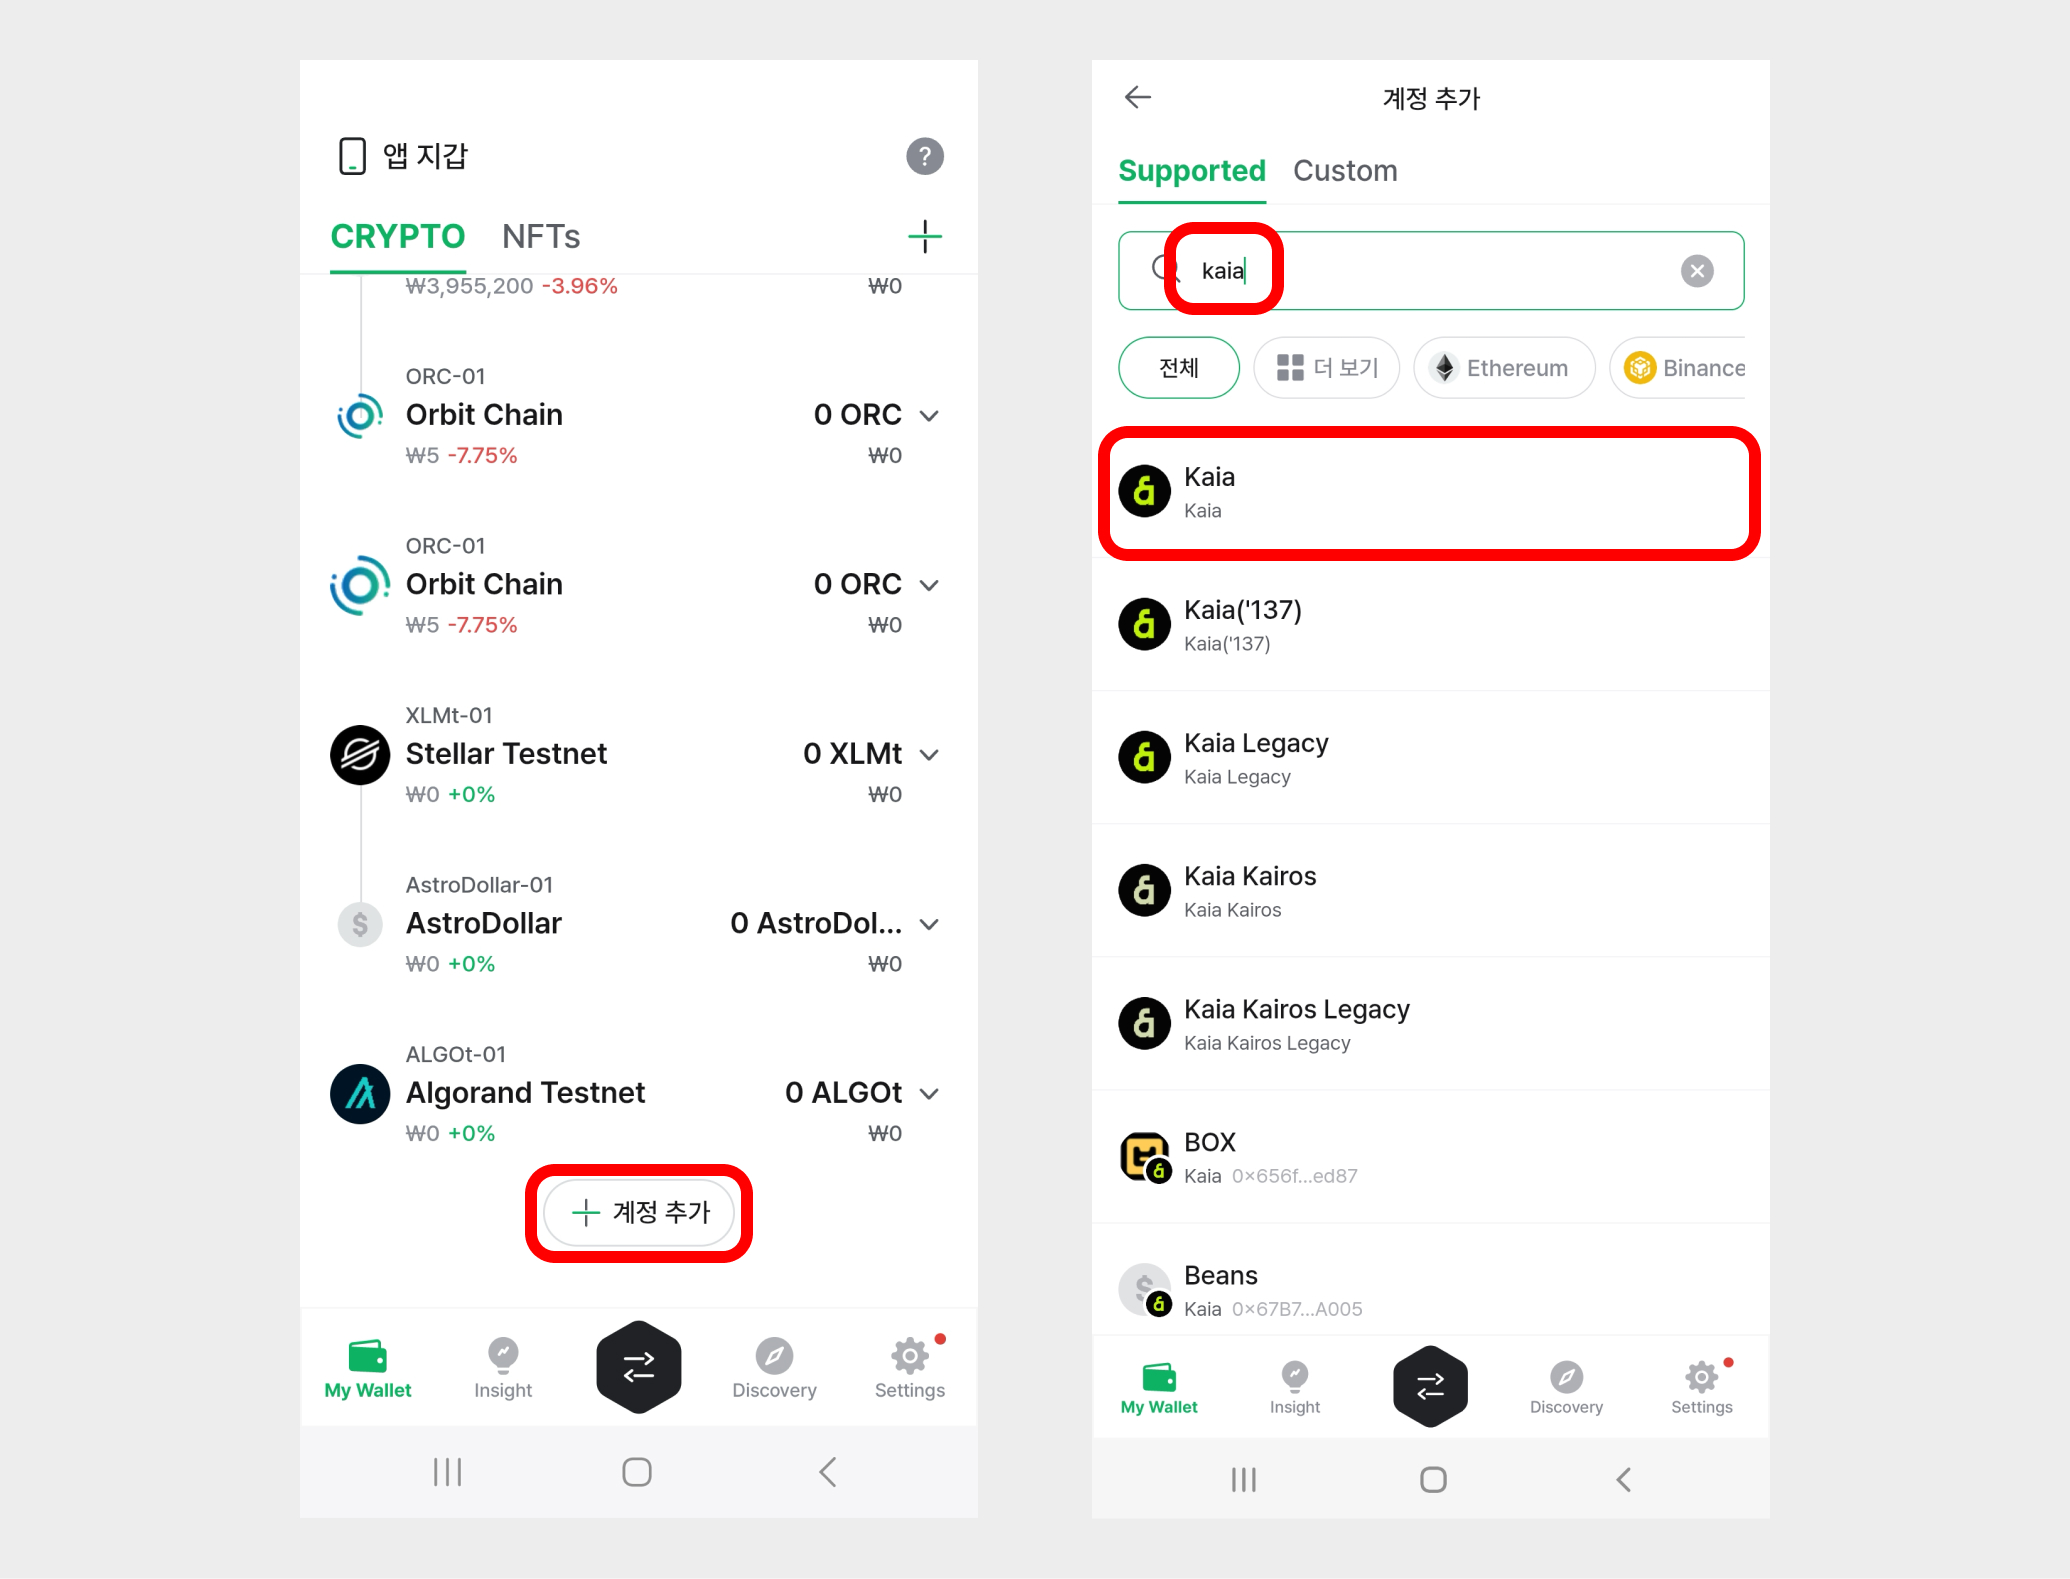 앱 지갑
?
CRYPTO NFTs
₩3,955,200 -3.96% ₩0
ORC-01
Orbit Chain 0 ORC
₩5 -7.75% ₩0
ORC-01
Orbit Chain 0 ORC
₩5 -7.75% ₩0
XLMt-01
Stellar Testnet 0 XLMt
₩0 +0% ₩0
AstroDollar-01
$ AstroDollar 0 AstroDol...
₩0 +0% ₩0
ALGOt-01
Algorand Testnet 0 ALGOt
₩0 +0% ₩0
계정 추가
My Wallet Insight Discovery Settings
계정 추가
Supported Custom
kaia
전체 더 보기 Ethereum Binance
Kaia
Kaia
Kaia('137)
Kaia('137)
Kaia Legacy
Kaia Legacy
Kaia Kairos
Kaia Kairos
Kaia Kairos Legacy
Kaia Kairos Legacy
BOX
Kaia 0x656f...ed87
$ Beans
Kaia 0x67B7...A005
My Wallet Insight Discovery Settings